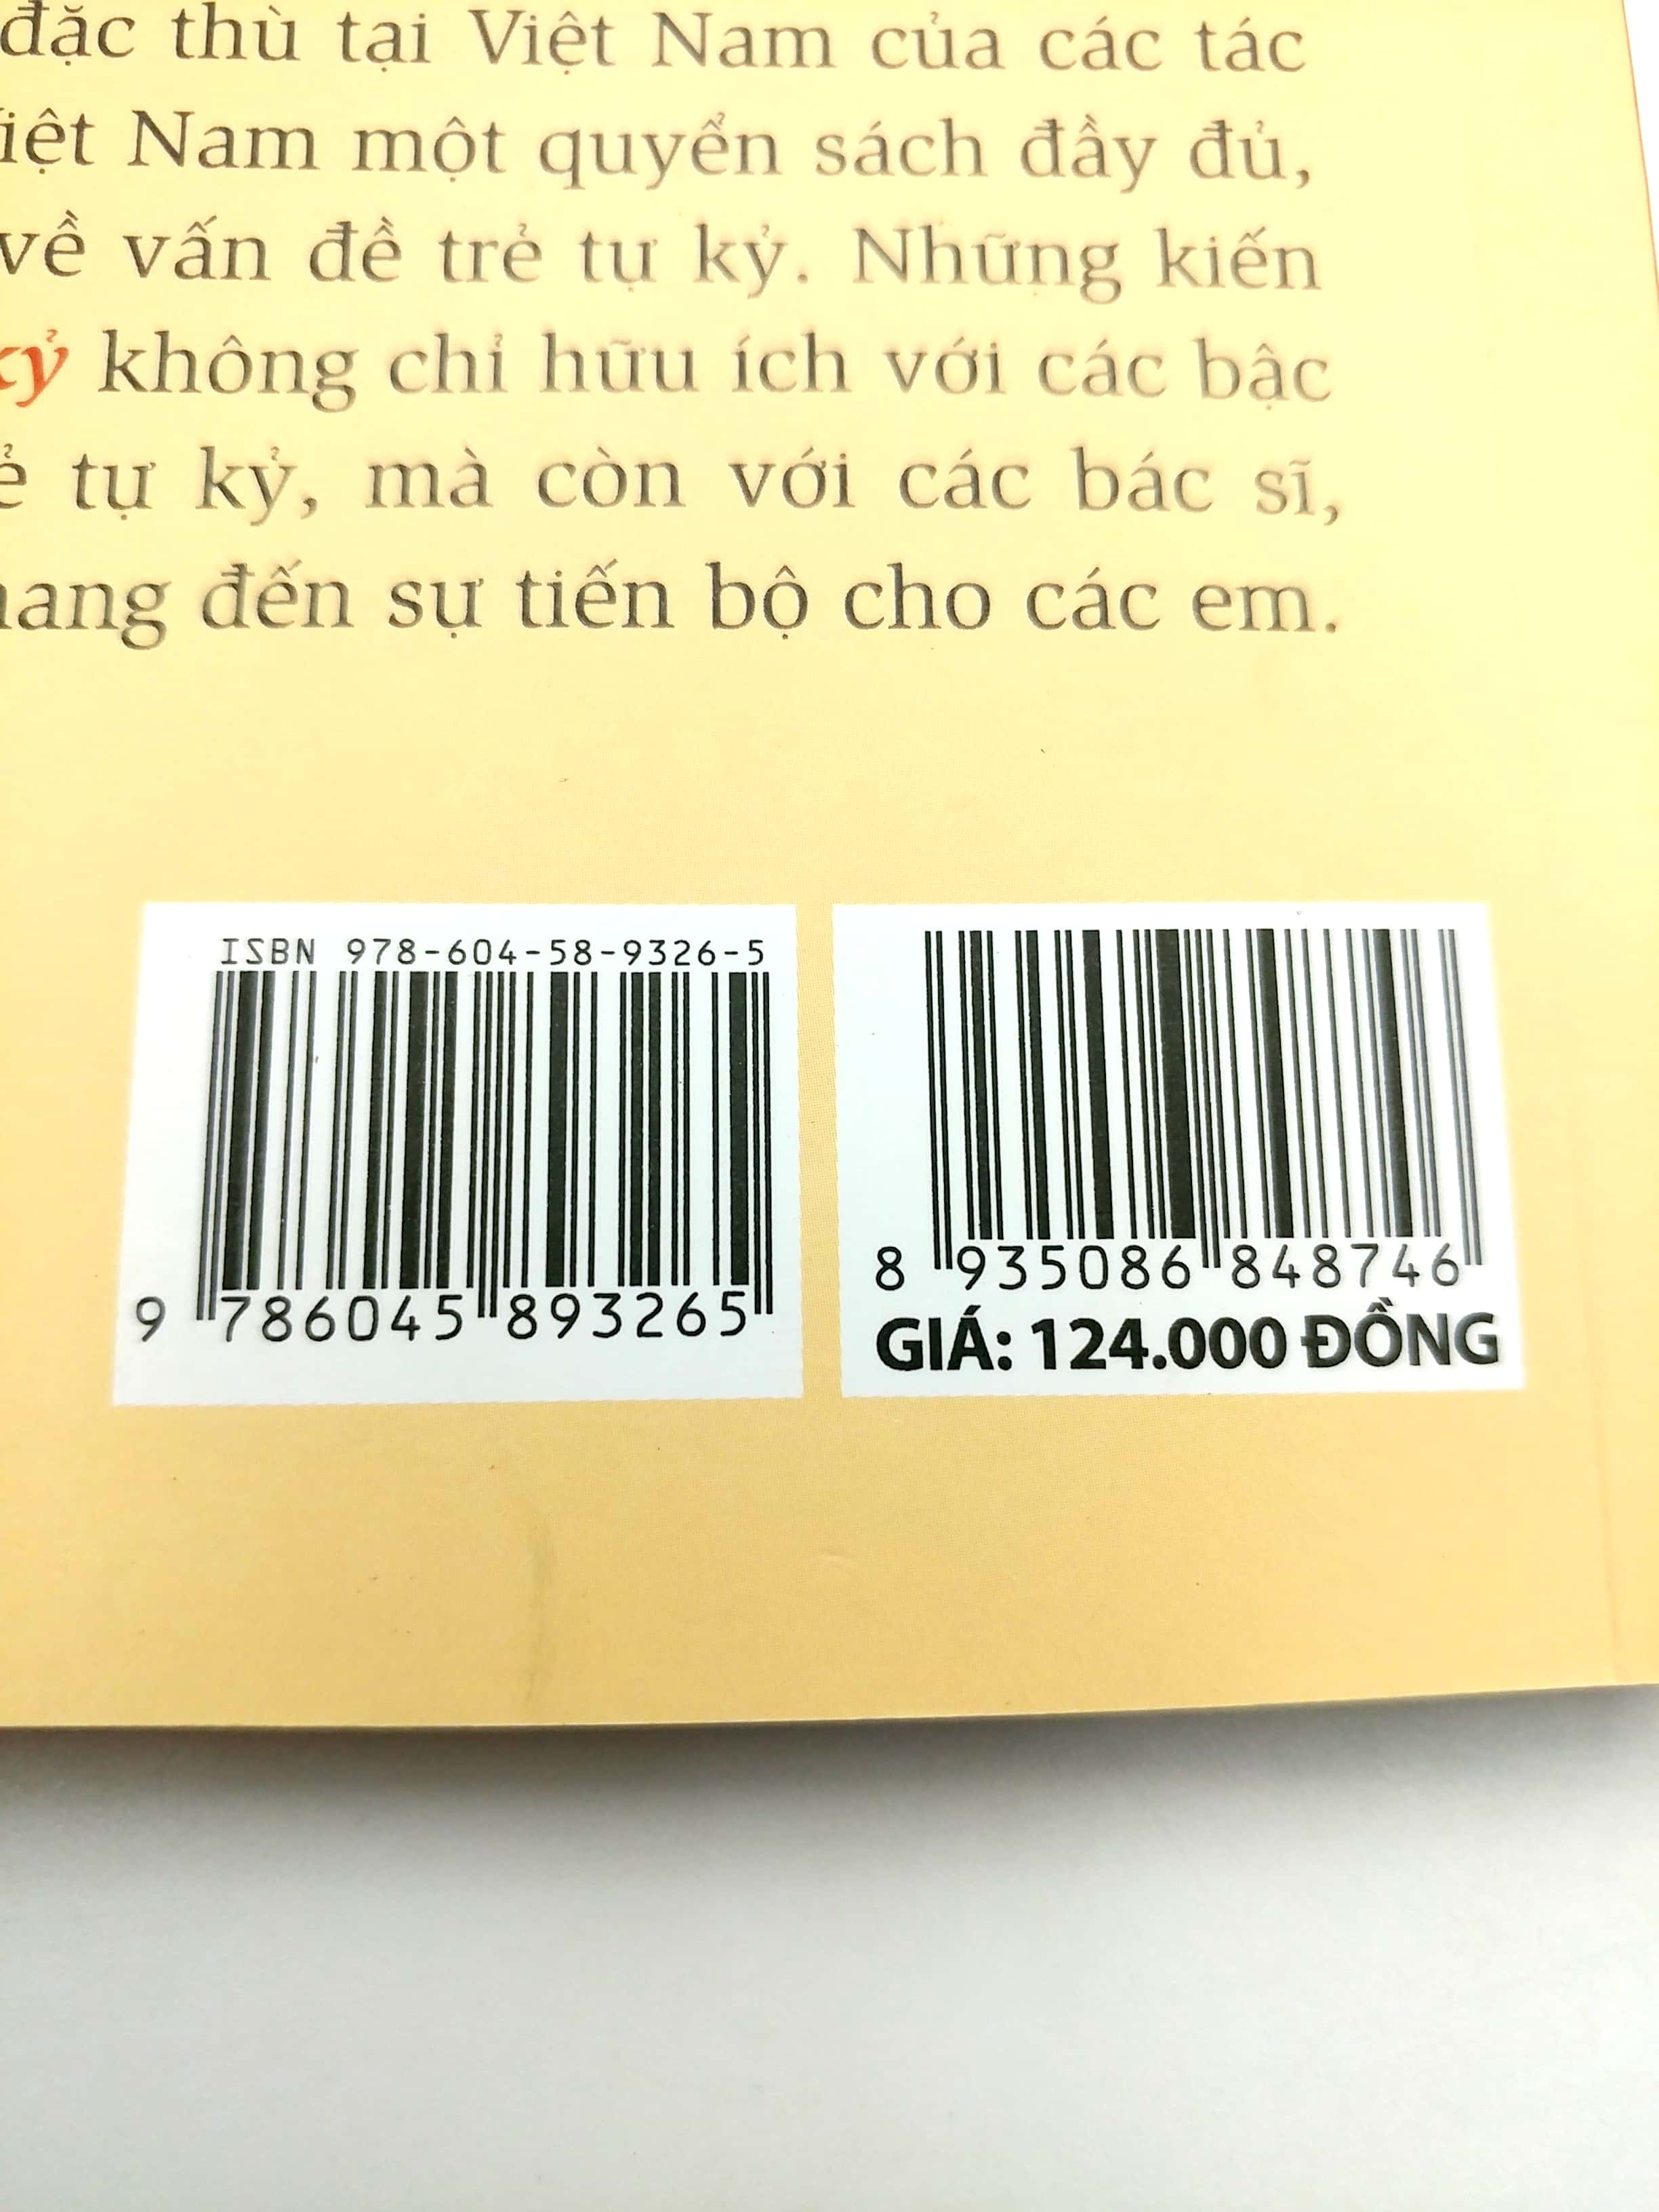 đặc thù tại Việt Nam của các tác
Nam một quyển sách đầy đủ,
về vấn đề trẻ tự kỷ. Những kiến
kỷ không chỉ hữu ích với các bậc
tự kỷ, mà còn với các bác sĩ,
đến sự tiến bộ cho các em.
ISBN 978-604-58-9326-5
9 786045 893265
8 935086 848746
GIÁ: 124.000 ĐỒNG